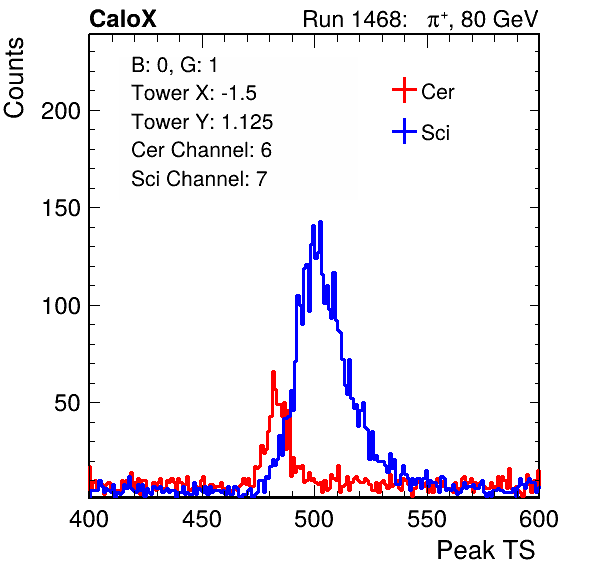 CaloX Run 1468: π⁺, 80 GeV
B: 0, G: 1
Tower X: -1.5
Tower Y: 1.125
Cer Channel: 6
Sci Channel: 7
Cer
Sci
Counts
200
150
100
50
400 450 500 550 600
Peak TS